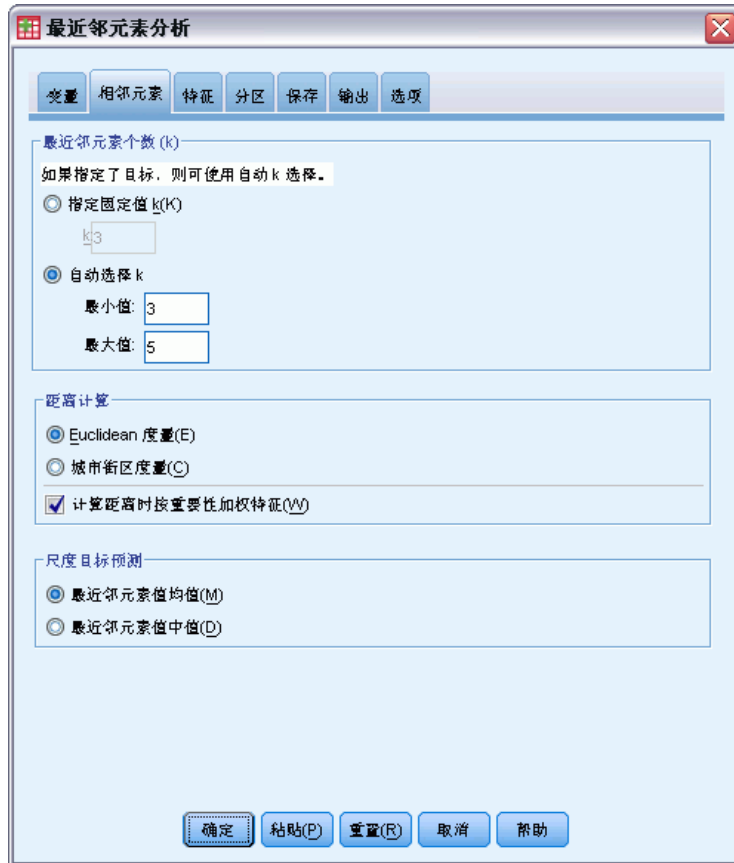 最近邻元素分析
变量 相邻元素 特征 分区 保存 输出 选项
最近邻元素个数 (k)
如果指定了目标，则可使用自动 k 选择。
指定固定值 k(K)
k 3
自动选择 k
最小值: 3
最大值: 5
距离计算
Euclidean 度量(E)
城市街区度量(C)
计算距离时按重要性加权特征(W)
尺度目标预测
最近邻元素值均值(M)
最近邻元素值中值(D)
确定 粘贴(P) 重置(R) 取消 帮助